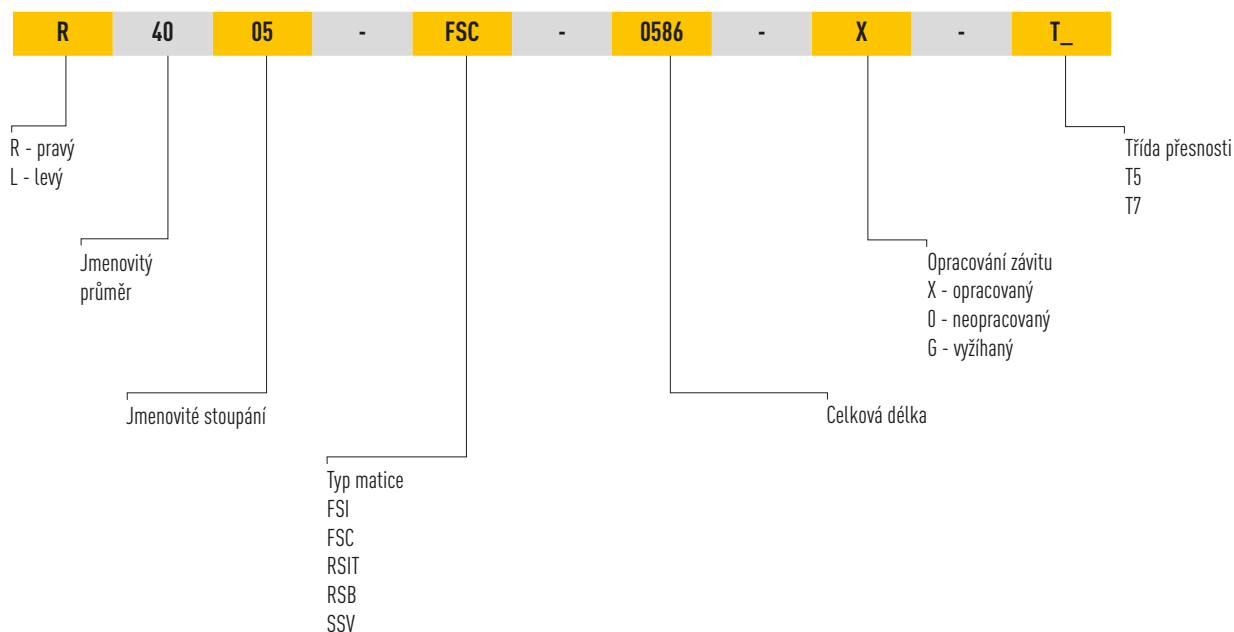 R 40 05 - FSC - 0586 - X - T_
R - pravý
L - levý
Jmenovitý
průměr
Jmenovité stoupání
Typ matice
FSI
FSC
RSIT
RSB
SSV
Celková délka
Opracování závitu
X - opracovaný
0 - neopracovaný
G - vyžíhaný
Třída přesnosti
T5
T7